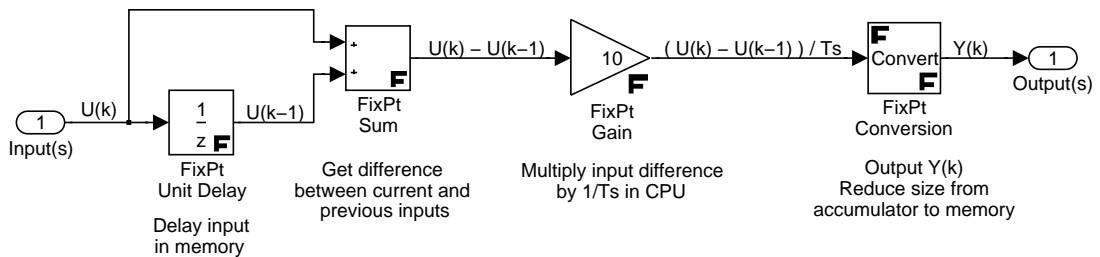 1
Input(s)
U(k)
1
z
F
FixPt
Unit Delay
Delay input
in memory
U(k−1)
+
+
F
FixPt
Sum
Get difference
between current and
previous inputs
U(k) − U(k−1)
10
F
FixPt
Gain
Multiply input difference
by 1/Ts in CPU
( U(k) − U(k−1) ) / Ts
F
Convert
F
FixPt
Conversion
Output Y(k)
Reduce size from
accumulator to memory
Y(k)
1
Output(s)